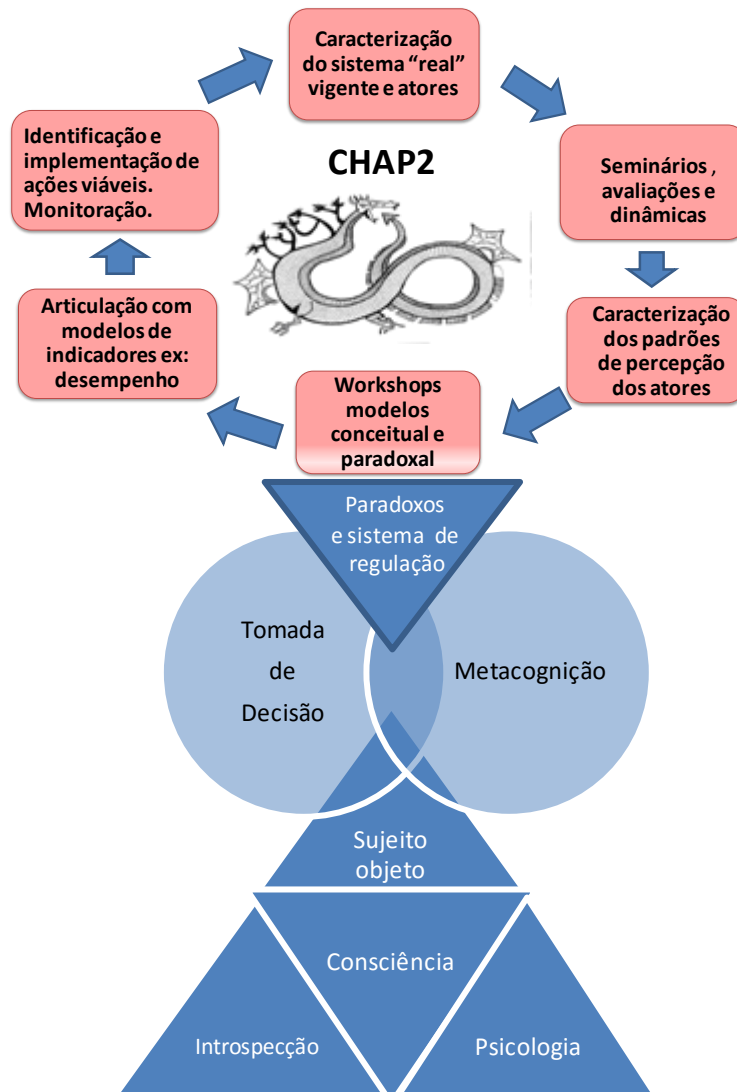 Caracterização
do sistema “real”
vigente e atores
Identificação e
implementação de
ações viáveis.
Monitoração.
CHAP2
Seminários ,
avaliações e
dinâmicas
Articulação com
modelos de
indicadores ex:
desempenho
Caracterização
dos padrões
de percepção
dos atores
Workshops
modelos
conceitual e
paradoxal
Paradoxos
e sistema de
regulação
Tomada
de
Decisão
Metacognição
Sujeito
objeto
Consciência
Introspecção
Psicologia